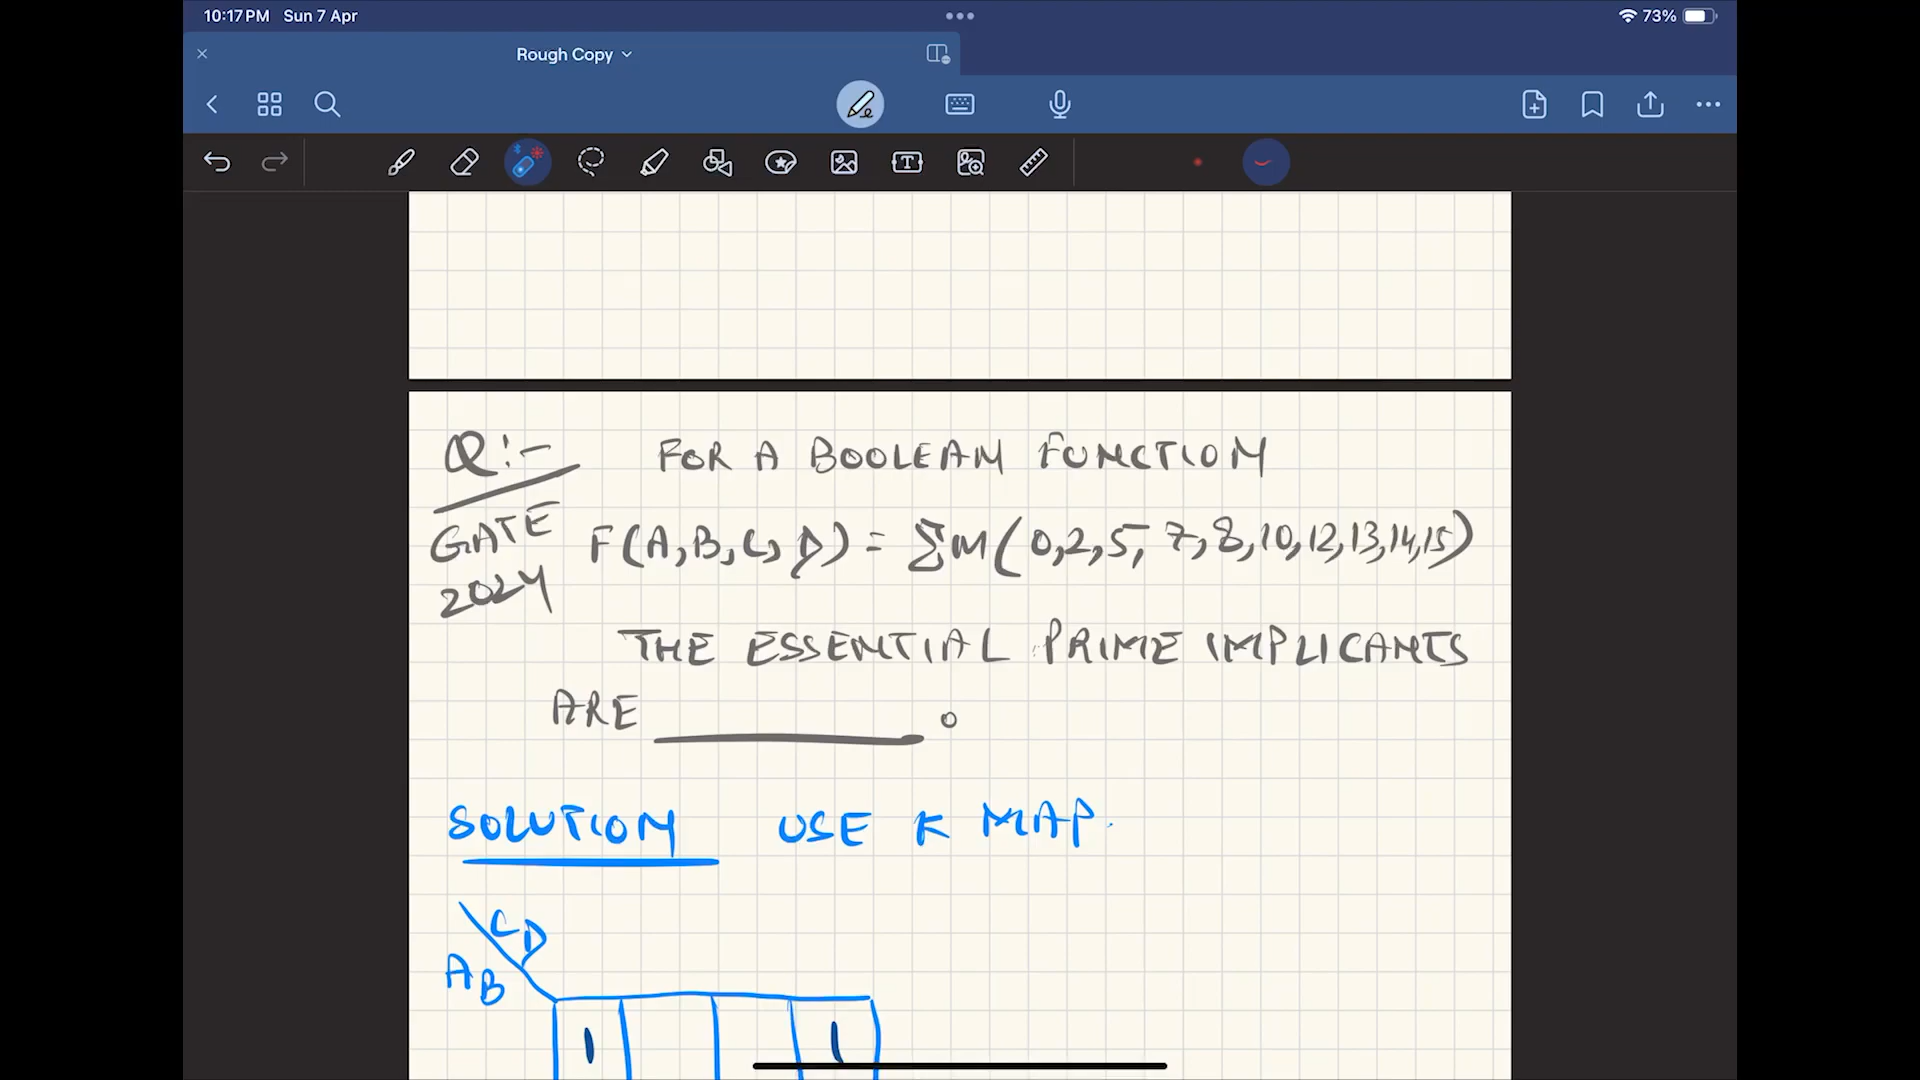 10:17 PM Sun 7 Apr
73%
Rough Copy
Q:- FOR A BOOLEAN FUNCTION
GATE 2024
F(A,B,C,D) = ΣM(0,2,5,7,8,10,12,13,14,15)
THE ESSENTIAL PRIME IMPLICANTS
ARE ________.
SOLUTION USE K MAP.
CD
AB
1 1